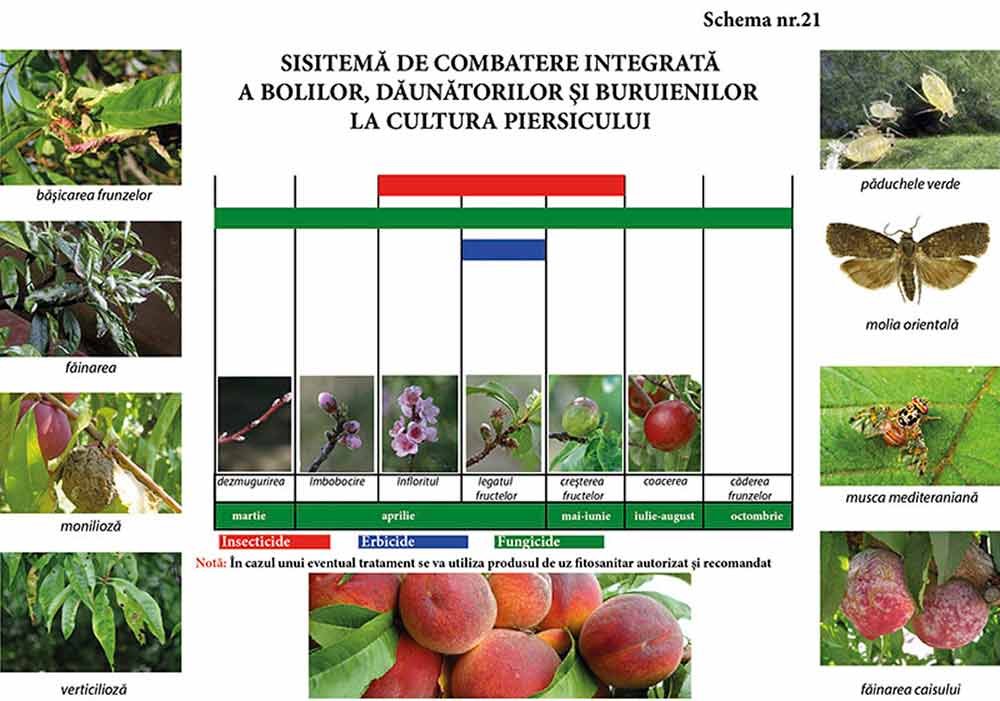 Schema nr.21
SISITEMĂ DE COMBATERE INTEGRATĂ
A BOLILOR, DĂUNĂTORILOR ŞI BURUIENILOR
LA CULTURA PIERSICULUI
băşicarea frunzelor
făinarea
monilioză
verticilioză
păduchele verde
molia orientală
musca mediteraniană
făinarea caisului
dezmugurirea
îmbobocire
înfloritul
legatul
fructelor
creşterea
fructelor
coacerea
căderea
frunzelor
martie
aprilie
mai-iunie
iulie-august
octombrie
Insecticide
Erbicide
Fungicide
Notă: În cazul unui eventual tratament se va utiliza produsul de uz fitosanitar autorizat şi recomandat